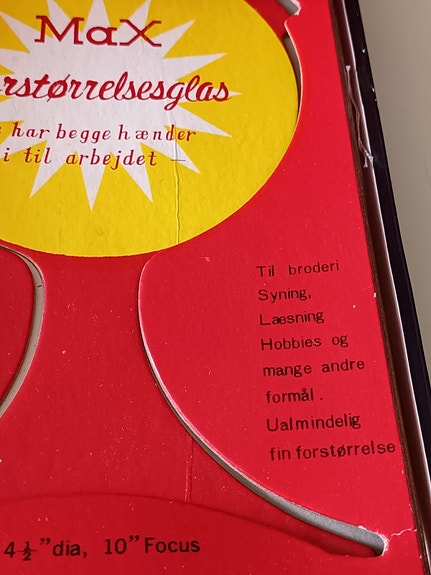 MaX
rstørrelsesglas
har begge hænder
i til arbejdet —
Til broderi
Syning,
Læsning
Hobbies og
mange andre
formål.
Ualmindelig
fin forstørrelse
4½"dia, 10" Focus